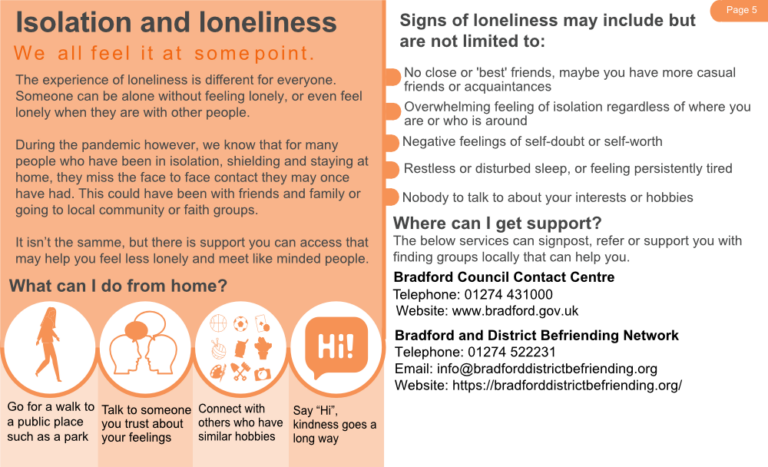 Isolation and loneliness
We all feel it at some point.
The experience of loneliness is different for everyone.
Someone can be alone without feeling lonely, or even feel
lonely when they are with other people.
During the pandemic however, we know that for many
people who have been in isolation, shielding and staying at
home, they miss the face to face contact they may once
have had. This could have been with friends and family or
going to local community or faith groups.
It isn’t the samme, but there is support you can access that
may help you feel less lonely and meet like minded people.
What can I do from home?
Hi!
Go for a walk to
a public place
such as a park
Talk to someone
you trust about
your feelings
Connect with
others who have
similar hobbies
Say “Hi”,
kindness goes a
long way
Page 5
Signs of loneliness may include but
are not limited to:
No close or 'best' friends, maybe you have more casual
friends or acquaintances
Overwhelming feeling of isolation regardless of where you
are or who is around
Negative feelings of self-doubt or self-worth
Restless or disturbed sleep, or feeling persistently tired
Nobody to talk to about your interests or hobbies
Where can I get support?
The below services can signpost, refer or support you with
finding groups locally that can help you.
Bradford Council Contact Centre
Telephone: 01274 431000
Website: www.bradford.gov.uk
Bradford and District Befriending Network
Telephone: 01274 522231
Email: info@bradforddistrictbefriending.org
Website: https://bradforddistrictbefriending.org/